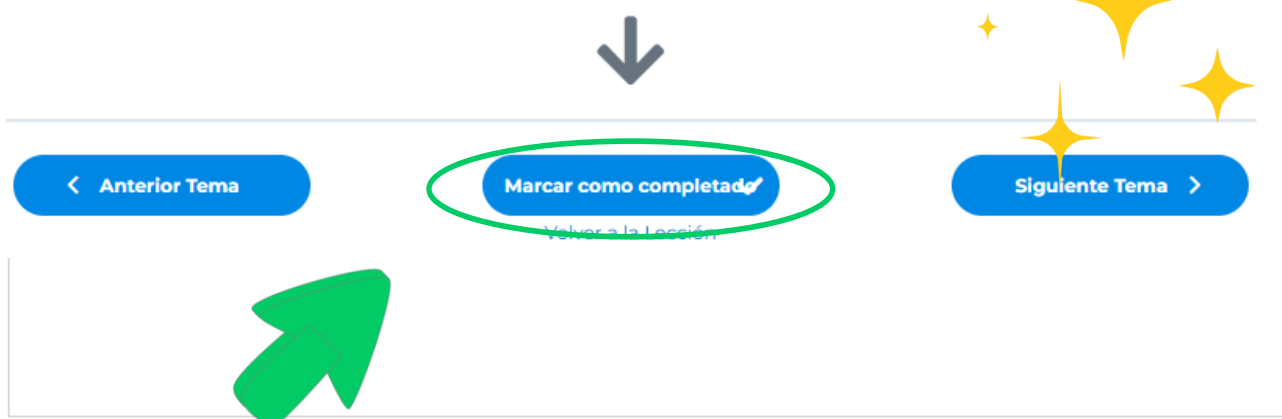 Anterior Tema
Marcar como completado
Siguiente Tema
Volver a la Lección